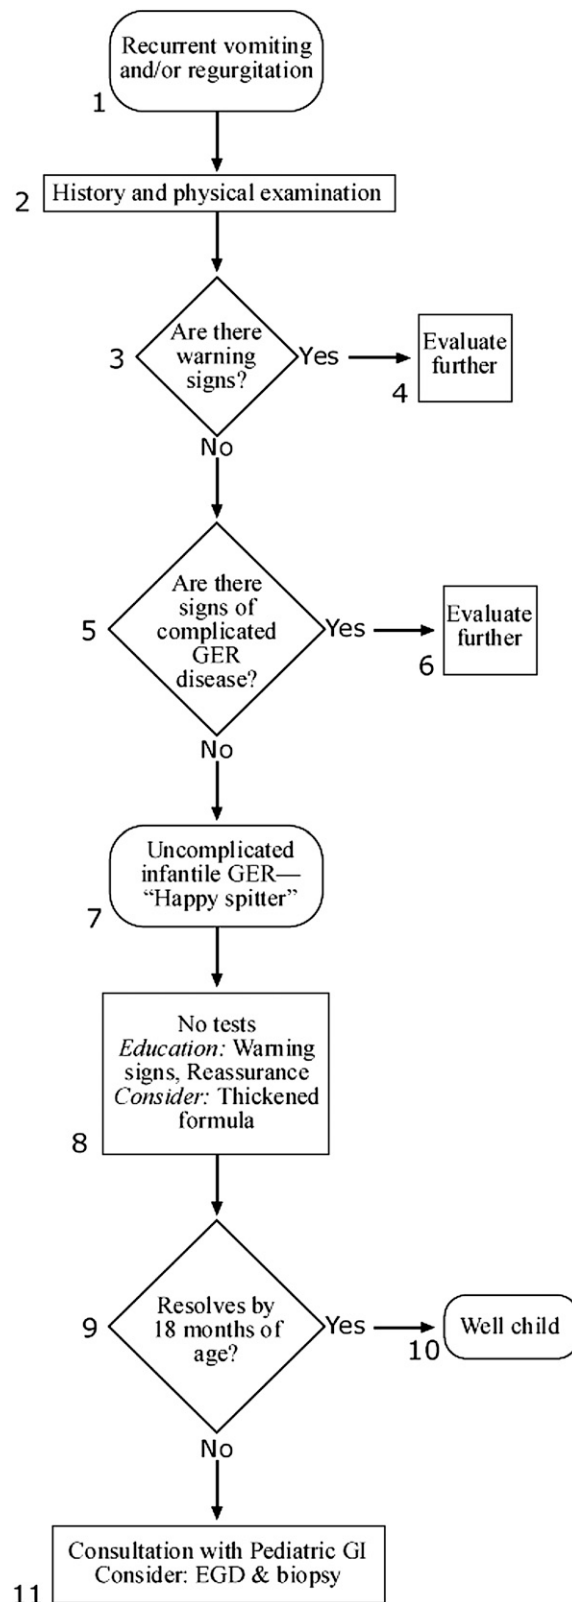 Recurrent vomiting
and/or regurgitation
1
History and physical examination
2
Are there
warning
signs?
3
Yes
Evaluate
further
4
No
Are there
signs of
complicated
GER
disease?
5
Yes
Evaluate
further
6
No
Uncomplicated
infantile GER—
“Happy spitter”
7
No tests
Education: Warning
signs, Reassurance
Consider: Thickened
formula
8
Resolves by
18 months of
age?
9
Yes
Well child
10
No
Consultation with Pediatric GI
Consider: EGD & biopsy
11